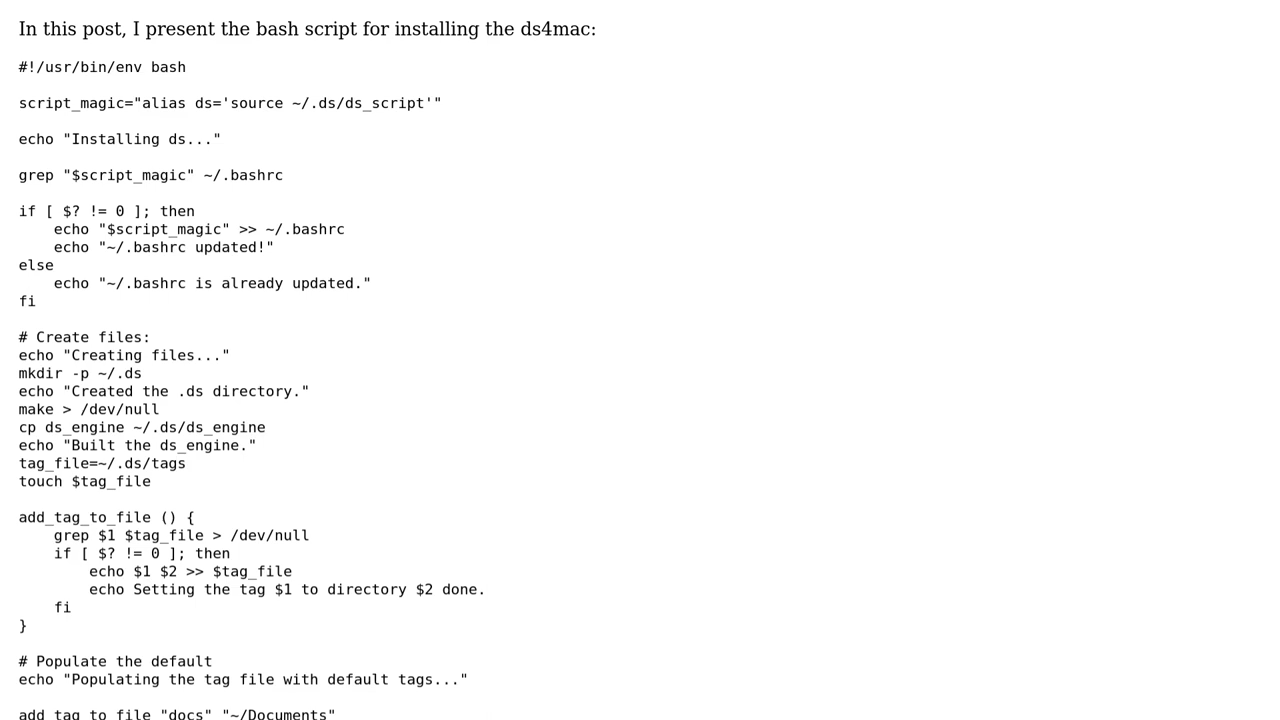 In this post, I present the bash script for installing the ds4mac:
#!/usr/bin/env bash
script_magic="alias ds='source ~/.ds/ds_script'"
echo "Installing ds..."
grep "$script_magic" ~/.bashrc
if [ $? != 0 ]; then
    echo "$script_magic" >> ~/.bashrc
    echo "~/.bashrc updated!"
else
    echo "~/.bashrc is already updated."
fi
# Create files:
echo "Creating files..."
mkdir -p ~/.ds
echo "Created the .ds directory."
make > /dev/null
cp ds_engine ~/.ds/ds_engine
echo "Built the ds_engine."
tag_file=~/.ds/tags
touch $tag_file
add_tag_to_file () {
    grep $1 $tag_file > /dev/null
    if [ $? != 0 ]; then
        echo $1 $2 >> $tag_file
        echo Setting the tag $1 to directory $2 done.
    fi
}
# Populate the default
echo "Populating the tag file with default tags..."
add_tag_to_file "docs" "~/Documents"